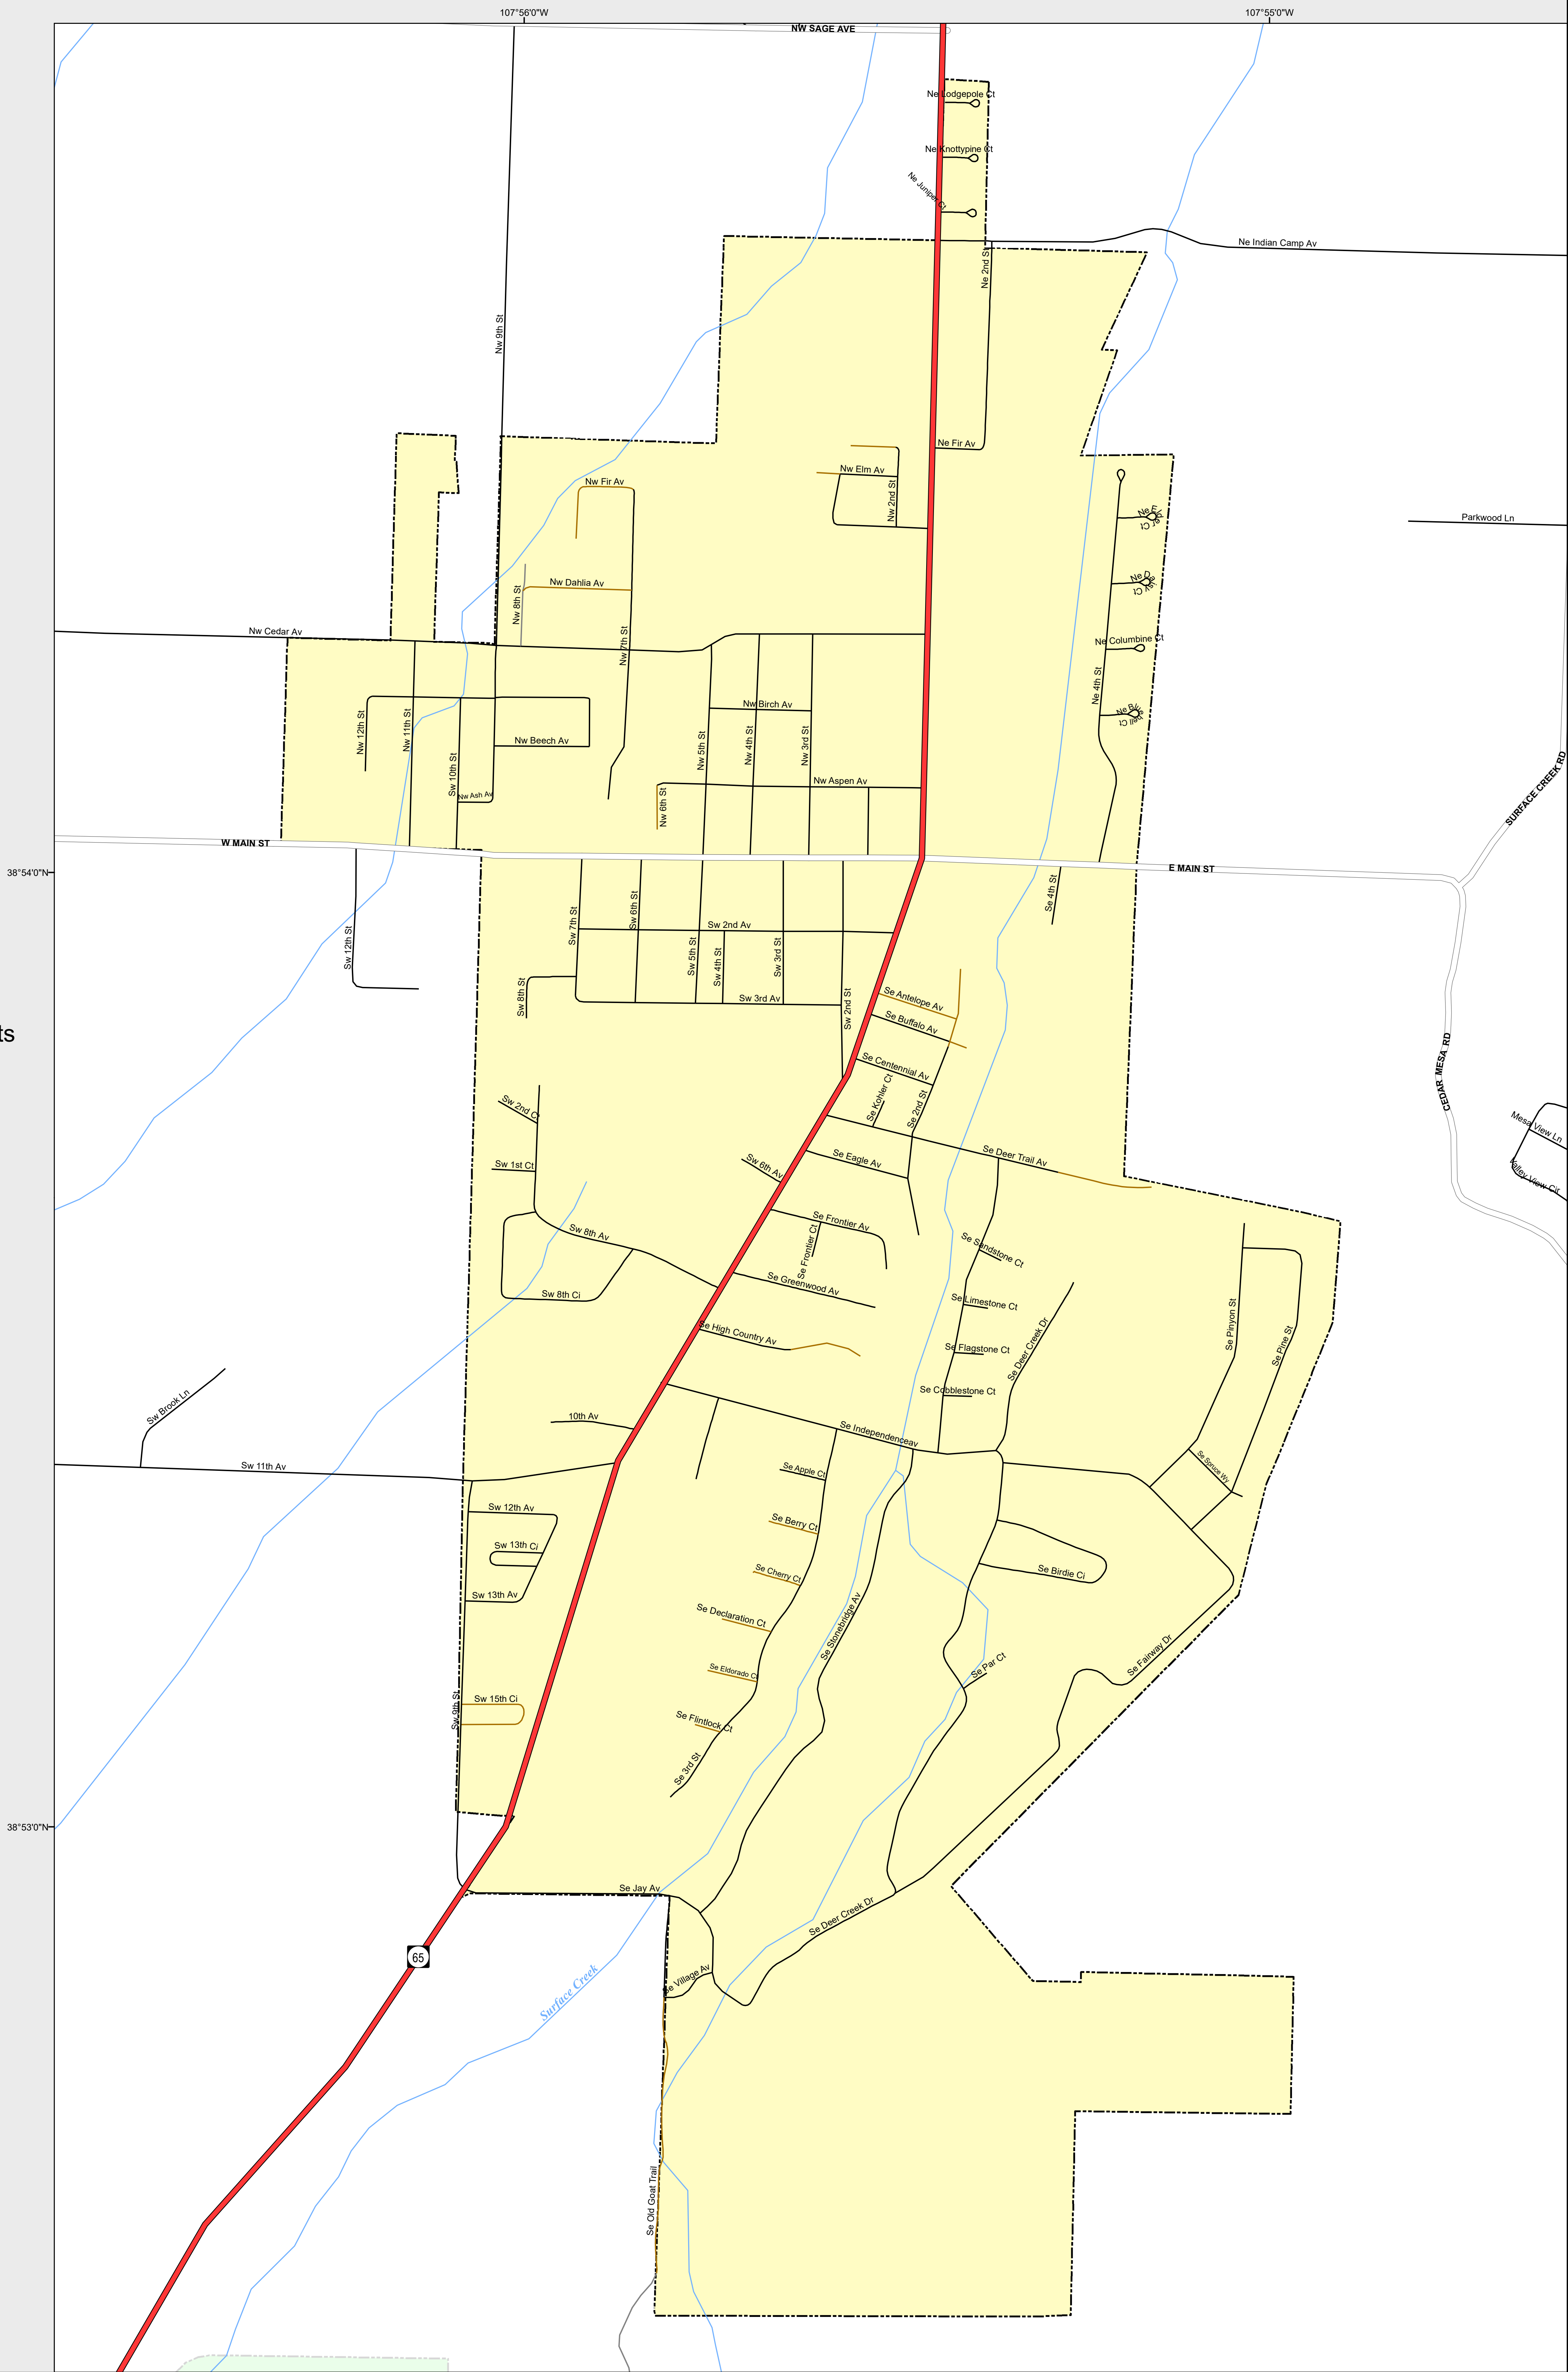 107°56'0"W
107°55'0"W
NW SAGE AVE
Ne Lodgepole Ct
Ne Knottypine Ct
Ne Juniper Ct
Ne Indian Camp Av
Ne 2nd St
Nw 9th St
Ne Fir Av
Nw Elm Av
Nw 2nd St
Nw Fir Av
Parkwood Ln
Nw Dahlia Av
Nw 8th St
Nw 7th St
Nw Cedar Av
Ne Columbine Ct
Ne 4th St
Nw Birch Av
Nw 12th St
Nw 11th St
Nw Beech Av
Nw 5th St
Nw 4th St
Nw 3rd St
Sw 10th St
Nw Ash Av
Nw Aspen Av
Nw 6th St
SURFACE CREEK RD
W MAIN ST
E MAIN ST
38°54'0"N
Se 4th St
Sw 7th St
Sw 6th St
Sw 2nd Av
Sw 12th St
Sw 5th St
Sw 4th St
Sw 3rd St
Sw 8th St
Sw 3rd Av
Sw 2nd St
Se Antelope Av
Se Buffalo Av
ts
CEDAR MESA RD
Se Centennial Av
Se Kohler Ct
Se 2nd St
Sw 2nd Ct
Mesa View Ln
Se Deer Trail Av
Se Eagle Av
Sw 6th Av
Sw 1st Ct
Valley View Cir
Se Frontier Av
Sw 8th Av
Se Frontier Ct
Se Sandstone Ct
Se Greenwood Av
Sw 8th Ci
Se Limestone Ct
Se High Country Av
Se Pinyon St
Se Pine St
Se Flagstone Ct
Se Deer Creek Dr
Se Cobblestone Ct
Sw Brook Ln
10th Av
Se Independenceav
Sw 11th Av
Se Apple Ct
Se Spruce Wy
Sw 12th Av
Se Berry Ct
Sw 13th Ci
Se Cherry Ct
Se Birdie Ci
Sw 13th Av
Se Declaration Ct
Se Stonebridge Av
Se Eldorado Ct
Se Par Ct
Se Fairway Dr
Sw 15th Ci
Sw 9th St
Se Flintlock Ct
Se 3rd St
38°53'0"N
Se Jay Av
Se Deer Creek Dr
65
Se Village Av
Surface Creek
Se Old Goat Trail